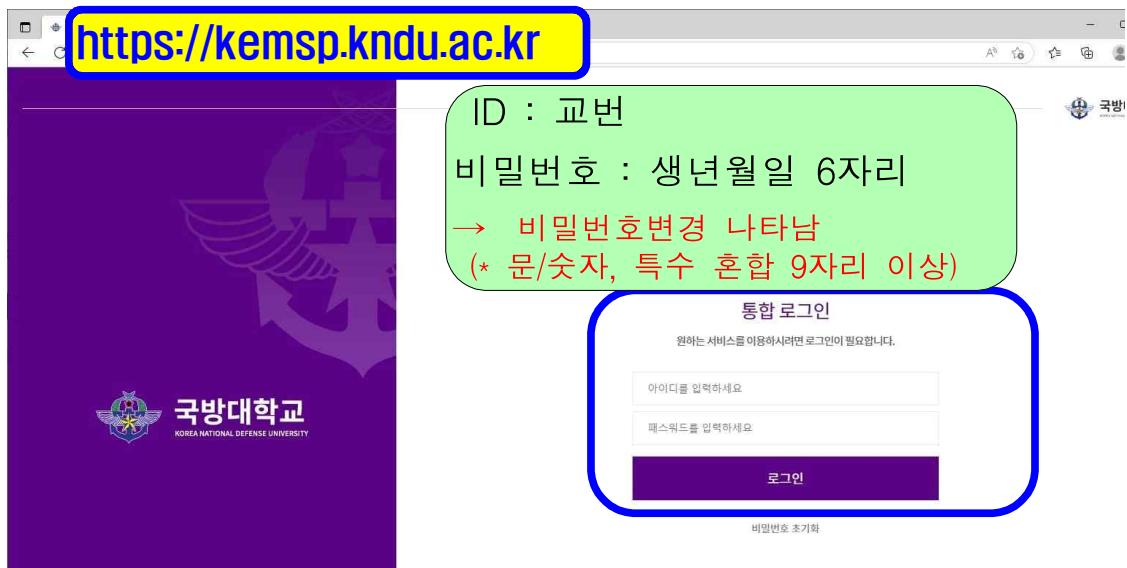 https://kemsp.kndu.ac.kr
ID : 교번
비밀번호 : 생년월일 6자리
→ 비밀번호변경 나타남
(* 문/숫자, 특수 혼합 9자리 이상)
통합 로그인
원하는 서비스를 이용하시려면 로그인이 필요합니다.
아이디를 입력하세요
패스워드를 입력하세요
로그인
비밀번호 초기화
국방대학교
KOREA NATIONAL DEFENSE UNIVERSITY